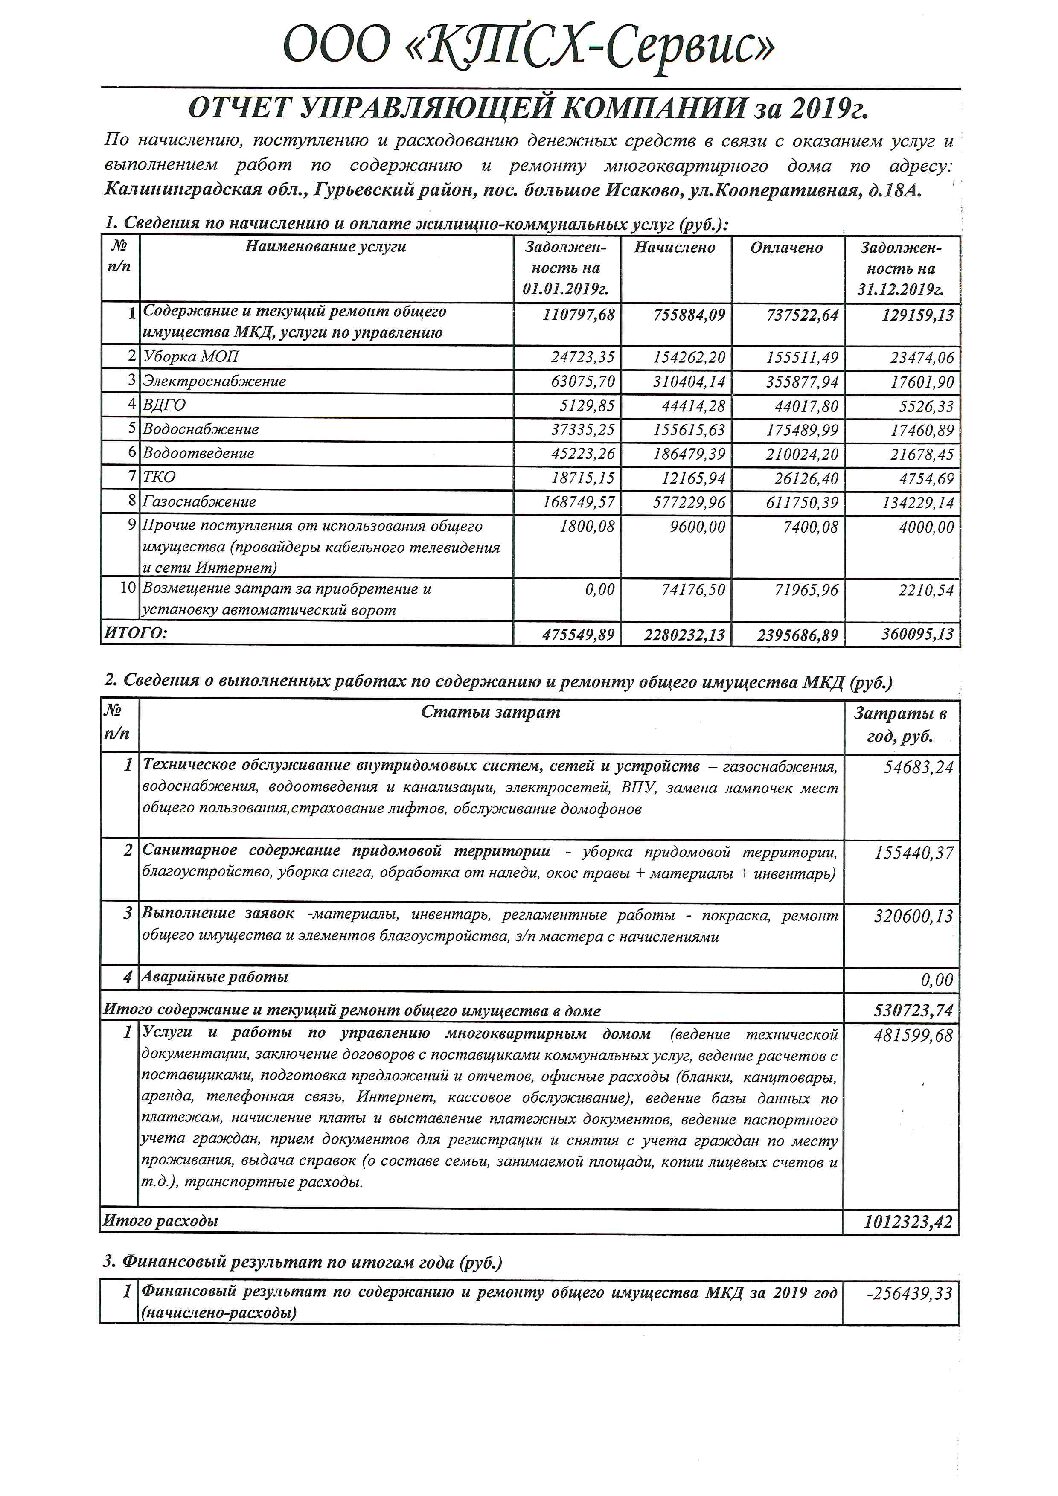 ООО «КТСХ-Сервис»
ОТЧЕТ УПРАВЛЯЮЩЕЙ КОМПАНИИ за 2019г.
По начислению, поступлению и расходованию денежных средств в связи с оказанием услуг и
выполнением работ по содержанию и ремонту многоквартирного дома по адресу:
Калининградская обл., Гурьевский район, пос. большое Исаково, ул.Кооперативная, д.18А.
1. Сведения по начислению и оплате жилищно-коммунальных услуг (руб.):
№ Наименование услуги Задолжен- Начислено Оплачено Задолжен-
п/п ность на ность на
01.01.2019г. 31.12.2019г.
1 Содержание и текущий ремонт общего 110797,68 755884,09 737522,64 129159,13
имущества МКД, услуги по управлению
2 Уборка МОП 24723,35 154262,20 155511,49 23474,06
3 Электроснабжение 63075,70 310404,14 355877,94 17601,90
4 ВДГО 5129,85 44414,28 44017,80 5526,33
5 Водоснабжение 37335,25 155615,63 175489,99 17460,89
6 Водоотведение 45223,26 186479,39 210024,20 21678,45
7 ТКО 18715,15 12165,94 26126,40 4754,69
8 Газоснабжение 168749,57 577229,96 611750,39 134229,14
9 Прочие поступления от использования общего 1800,08 9600,00 7400,08 4000,00
имущества (провайдеры кабельного телевидения
и сети Интернет)
10 Возмещение затрат за приобретение и 0,00 74176,50 71965,96 2210,54
установку автоматический ворот
ИТОГО: 475549,89 2280232,13 2395686,89 360095,13
2. Сведения о выполненных работах по содержанию и ремонту общего имущества МКД (руб.)
№ Статьи затрат Затраты в
п/п год, руб.
1 Техническое обслуживание внутридомовых систем, сетей и устройств – газоснабжения, 54683,24
водоснабжения, водоотведения и канализации, электросетей, ВПУ, замена лампочек мест
общего пользования,страхование лифтов, обслуживание домофонов
2 Санитарное содержание придомовой территории - уборка придомовой территории, 155440,37
благоустройство, уборка снега, обработка от наледи, окос травы + материалы инвентарь)
3 Выполнение заявок -материалы, инвентарь, регламентные работы - покраска, ремонт 320600,13
общего имущества и элементов благоустройства, з/п мастера с начислениями
4 Аварийные работы 0,00
Итого содержание и текущий ремонт общего имущества в доме 530723,74
1 Услуги и работы по управлению многоквартирным домом (ведение технической 481599,68
документации, заключение договоров с поставщиками коммунальных услуг, ведение расчетов с
поставщиками, подготовка предложений и отчетов, офисные расходы (бланки, канцтовары,
аренда, телефонная связь, Интернет, кассовое обслуживание), ведение базы данных по
платежам, начисление платы и выставление платежных документов, ведение паспортного
учета граждан, прием документов для регистрации и снятия с учета граждан по месту
проживания, выдача справок (о составе семьи, занимаемой площади, копии лицевых счетов и
т.д.), транспортные расходы.
Итого расходы 1012323,42
3. Финансовый результат по итогам года (руб.)
1 Финансовый результат по содержанию и ремонту общего имущества МКД за 2019 год -256439,33
(начислено-расходы)